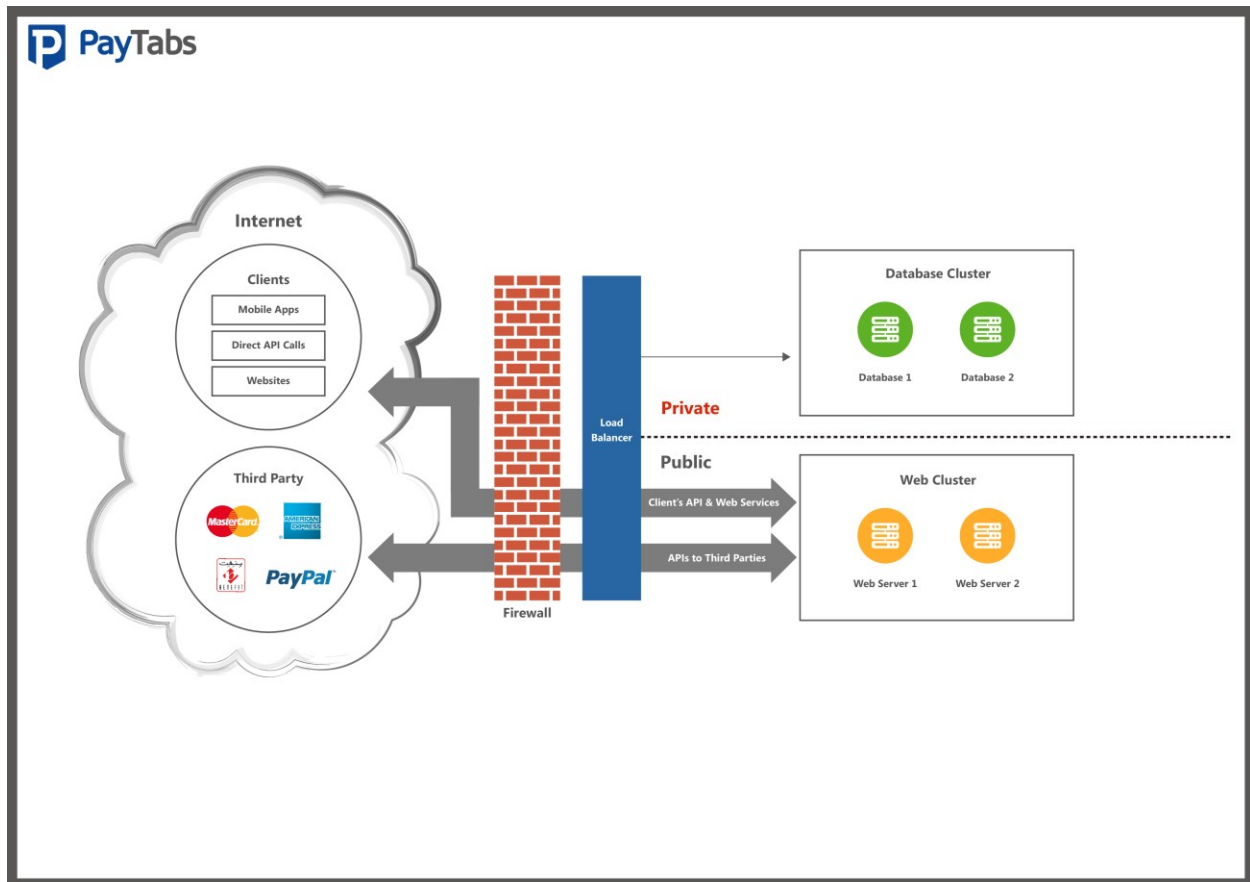 PayTabs
Internet
Clients
Mobile Apps
Direct API Calls
Websites
Third Party
MasterCard
AMERICAN
EXPRESS
BENEFIT
PayPal
Firewall
Load
Balancer
Private
Public
Client's API & Web Services
APIs to Third Parties
Database Cluster
Database 1
Database 2
Web Cluster
Web Server 1
Web Server 2